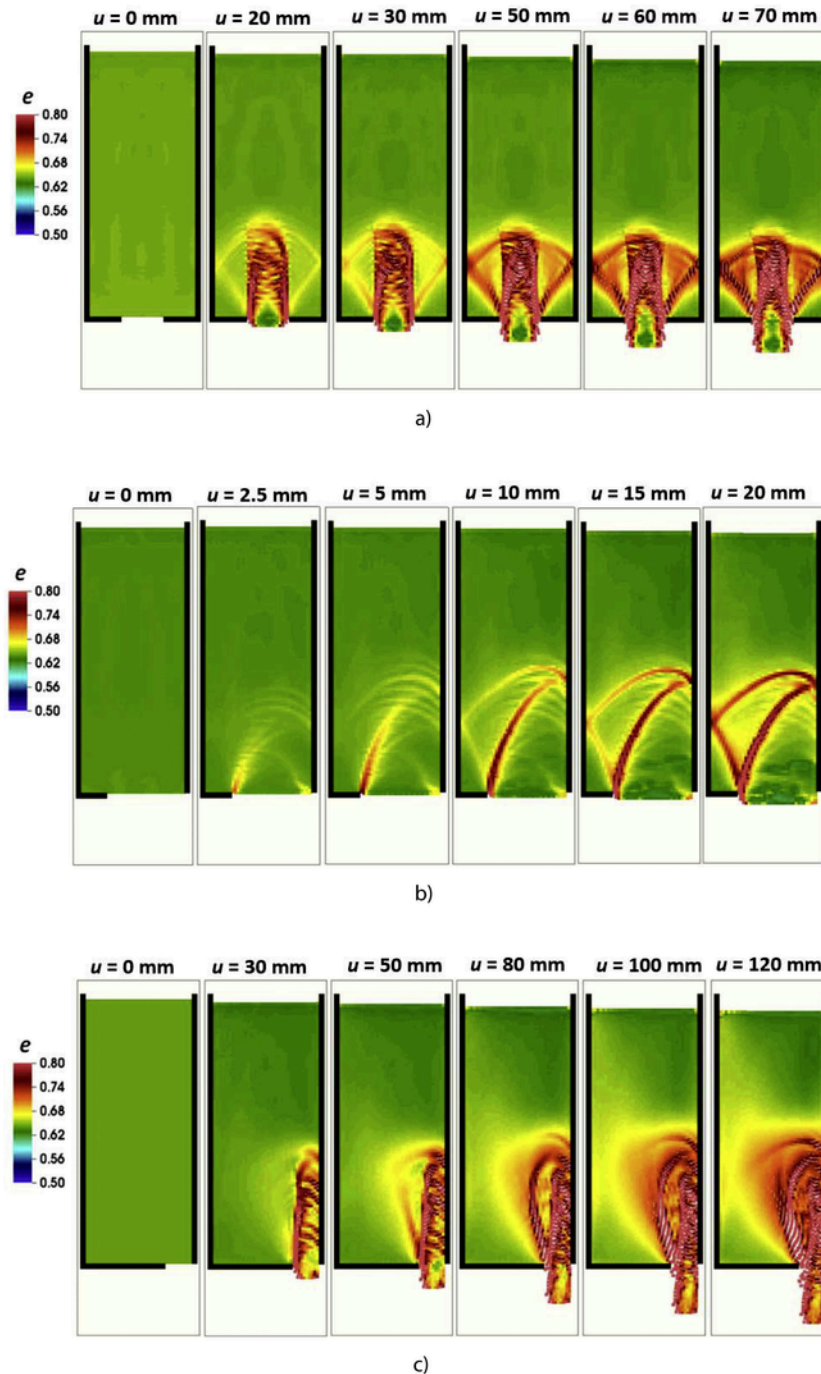 u = 0 mm u = 20 mm u = 30 mm u = 50 mm u = 60 mm u = 70 mm
e
0.80
0.74
0.68
0.62
0.56
0.50
a)
u = 0 mm u = 2.5 mm u = 5 mm u = 10 mm u = 15 mm u = 20 mm
e
0.80
0.74
0.68
0.62
0.56
0.50
b)
u = 0 mm u = 30 mm u = 50 mm u = 80 mm u = 100 mm u = 120 mm
e
0.80
0.74
0.68
0.62
0.56
0.50
c)